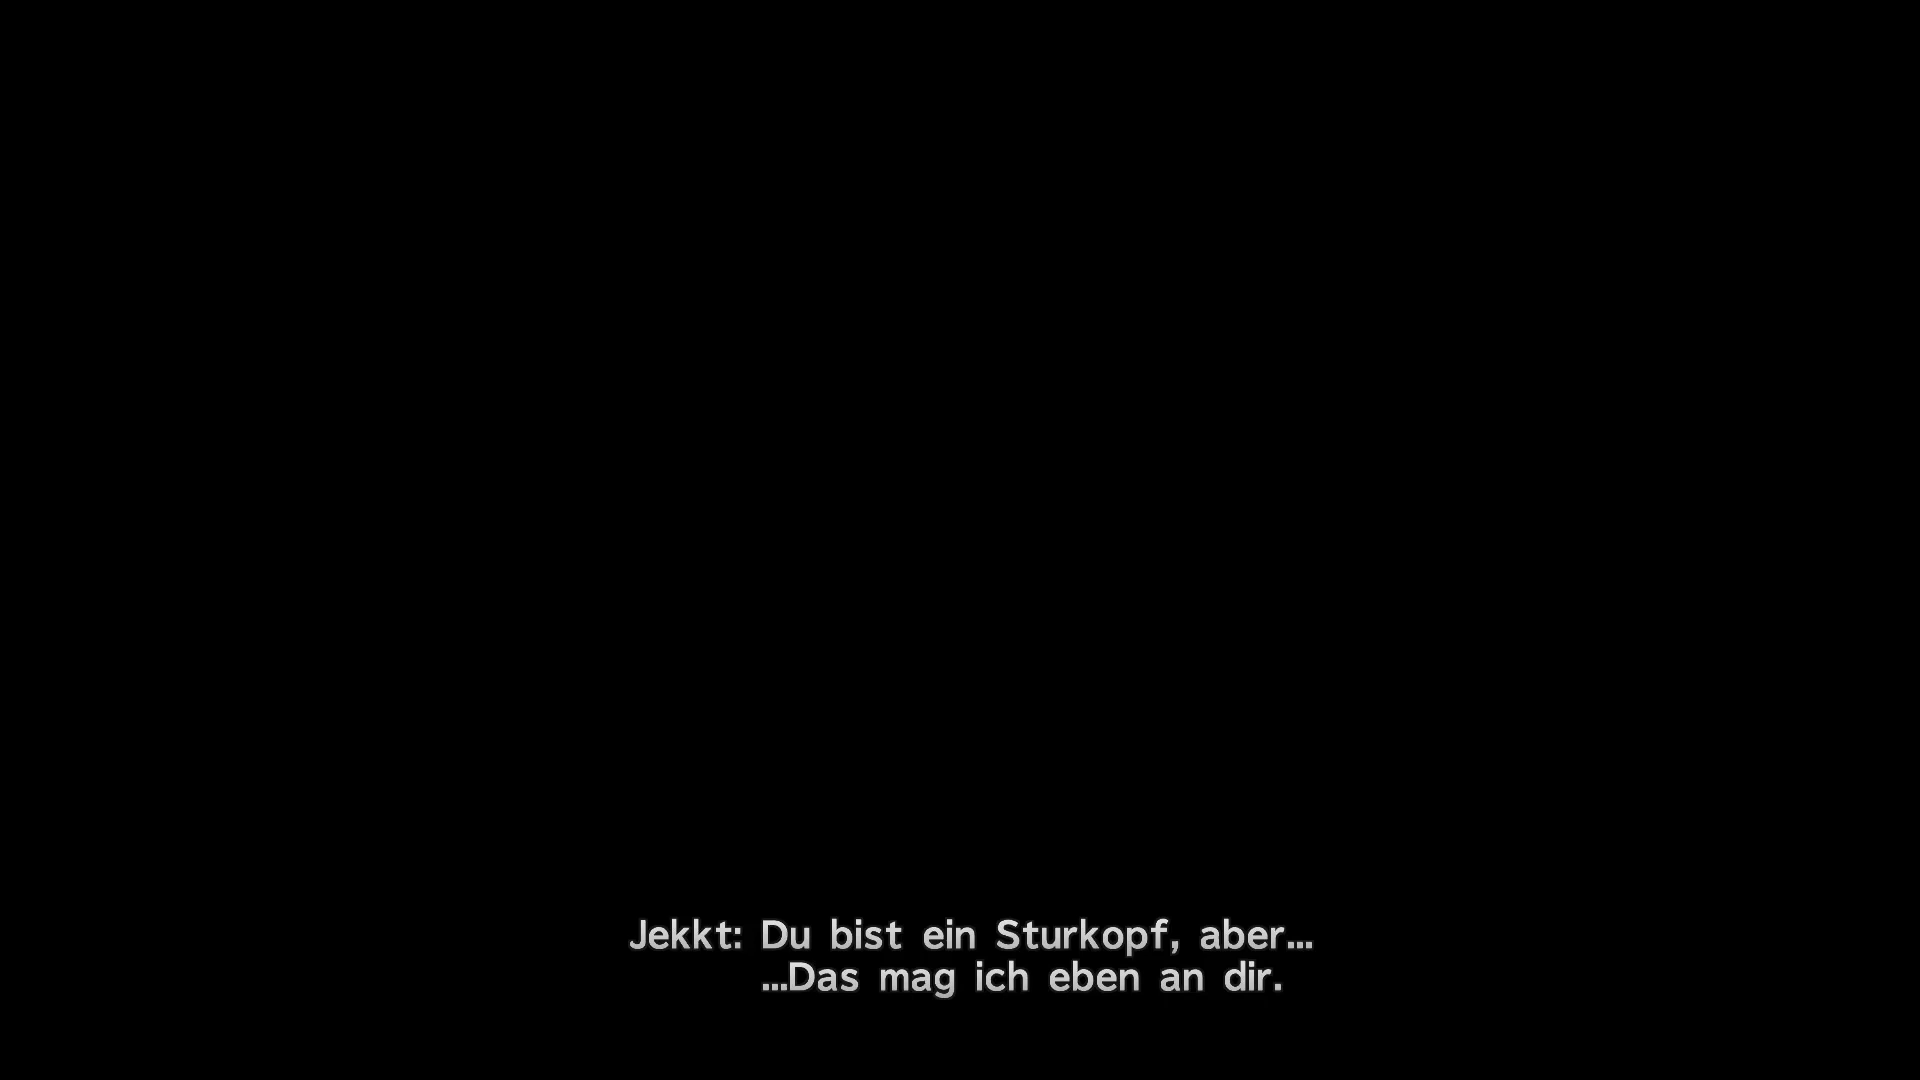 Jekkt: Du bist ein Sturkopf, aber...
...Das mag ich eben an dir.